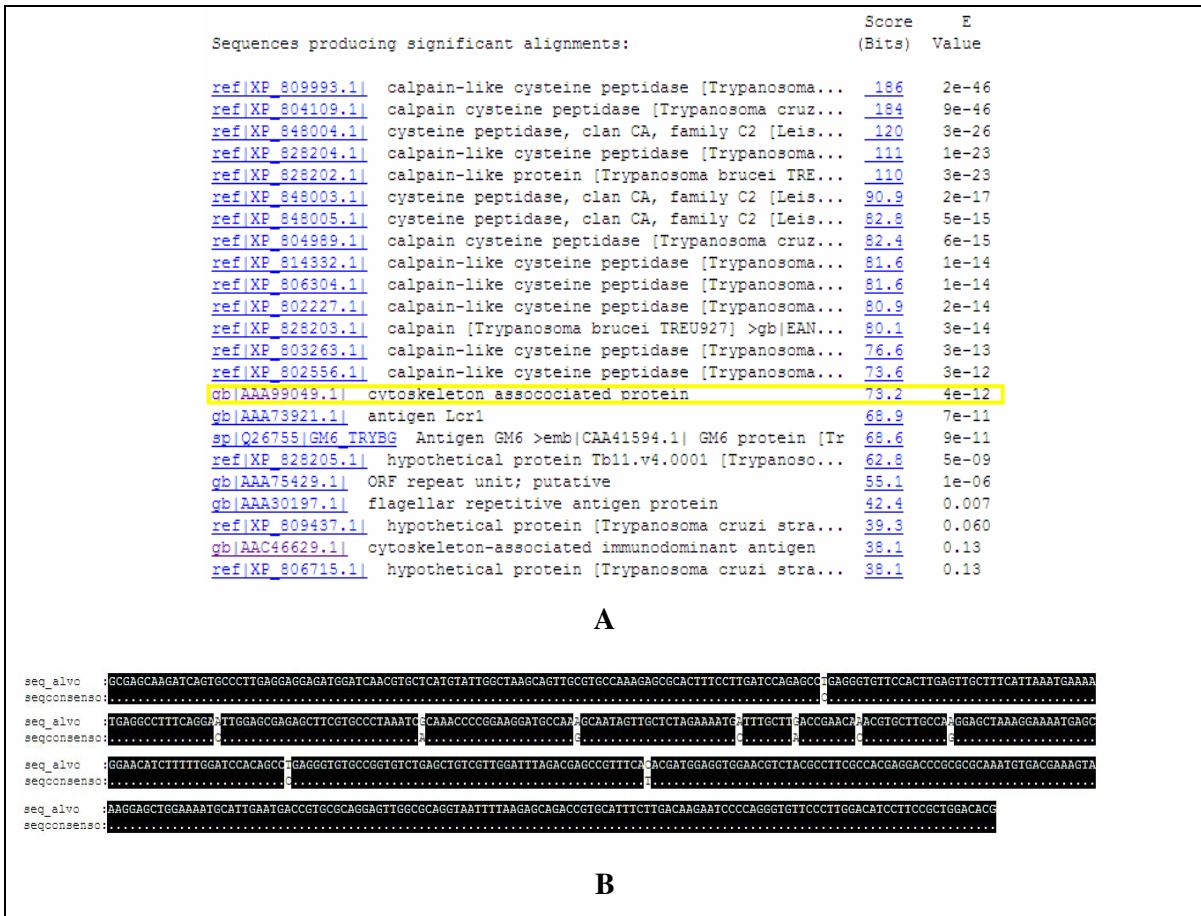 Score E
Sequences producing significant alignments: (Bits) Value
ref|XP_809993.1| calpain-like cysteine peptidase [Trypanosoma... 186 2e-46
ref|XP_804109.1| calpain cysteine peptidase [Trypanosoma cruz... 184 9e-46
ref|XP_848004.1| cysteine peptidase, clan CA, family C2 [Leis... 120 3e-26
ref|XP_828204.1| calpain-like cysteine peptidase [Trypanosoma... 111 1e-23
ref|XP_828202.1| calpain-like protein [Trypanosoma brucei TRE... 110 3e-23
ref|XP_848003.1| cysteine peptidase, clan CA, family C2 [Leis... 90.9 2e-17
ref|XP_848005.1| cysteine peptidase, clan CA, family C2 [Leis... 82.8 5e-15
ref|XP_804989.1| calpain cysteine peptidase [Trypanosoma cruz... 82.4 6e-15
ref|XP_814332.1| calpain-like cysteine peptidase [Trypanosoma... 81.6 1e-14
ref|XP_806304.1| calpain-like cysteine peptidase [Trypanosoma... 81.6 1e-14
ref|XP_802227.1| calpain-like cysteine peptidase [Trypanosoma... 80.9 2e-14
ref|XP_828203.1| calpain [Trypanosoma brucei TREU927] >gb|EAN... 80.1 3e-14
ref|XP_803263.1| calpain-like cysteine peptidase [Trypanosoma... 76.6 3e-13
ref|XP_802556.1| calpain-like cysteine peptidase [Trypanosoma... 73.6 3e-12
gb|AAA99049.1| cytoskeleton assocociated protein 73.2 4e-12
gb|AAA73921.1| antigen Lcr1 68.9 7e-11
sp|Q26755|GM6_TRYBG Antigen GM6 >emb|CAA41594.1| GM6 protein [Tr 68.6 9e-11
ref|XP_828205.1| hypothetical protein Tb11.v4.0001 [Trypanoso... 62.8 5e-09
gb|AAA75429.1| ORF repeat unit; putative 55.1 1e-06
gb|AAA30197.1| flagellar repetitive antigen protein 42.4 0.007
ref|XP_809437.1| hypothetical protein [Trypanosoma cruzi stra... 39.3 0.060
gb|AAC46629.1| cytoskeleton-associated immunodominant antigen 38.1 0.13
ref|XP_806715.1| hypothetical protein [Trypanosoma cruzi stra... 38.1 0.13
A
seq_alvo :GCGAGCAAGATCAGTGCCCTTGAGGAGGAGATGGATCAACGTGCTCATGTATTGGCTAAGCAGTTGCGTGCCAAAGAGCGCACTTTCCTTGATCCAGAGCCTGAGGGTGTTCCACTTGAGTTGCTTTCATTAAATGAAAA
seqconsenso: C
seq_alvo :TGAGGCCTTTCAGGAATTGGAGCGAGAGCTTCGTGCCCTAAATCGCAAACCCCGGAAGGATGCCAAAGCAATAGTTGCTCTAGAAAATGATTTGCTTGACCGAACAAACGTGCTTGCCAAAGGAGCTAAAGGAAAATGAGC
seqconsenso: C A G C A C G
seq_alvo :GGAACATCTTTTTGGATCCACAGCCTGAGGGTGTGCCGGTGTCTGAGCTGTCGTTGGATTTAGACGAGCCGTTTCACACGATGGAGTGGAACGTCTACGCCTTCGCCACGAGGACCCGCGCGCAAATGTGACGAAAGTA
seqconsenso: C T
seq_alvo :AAGGAGCTGGAAAATGCATTGAATGACCGTGCGCAGGAGTTGGCGCAGGTAATTTTAAGAGCAGACCGTGCATTTCTTGACAAGAATCCCCAGGGTGTTCCCTTGGACATCCTTCCGCTGGACACG
seqconsenso:
B